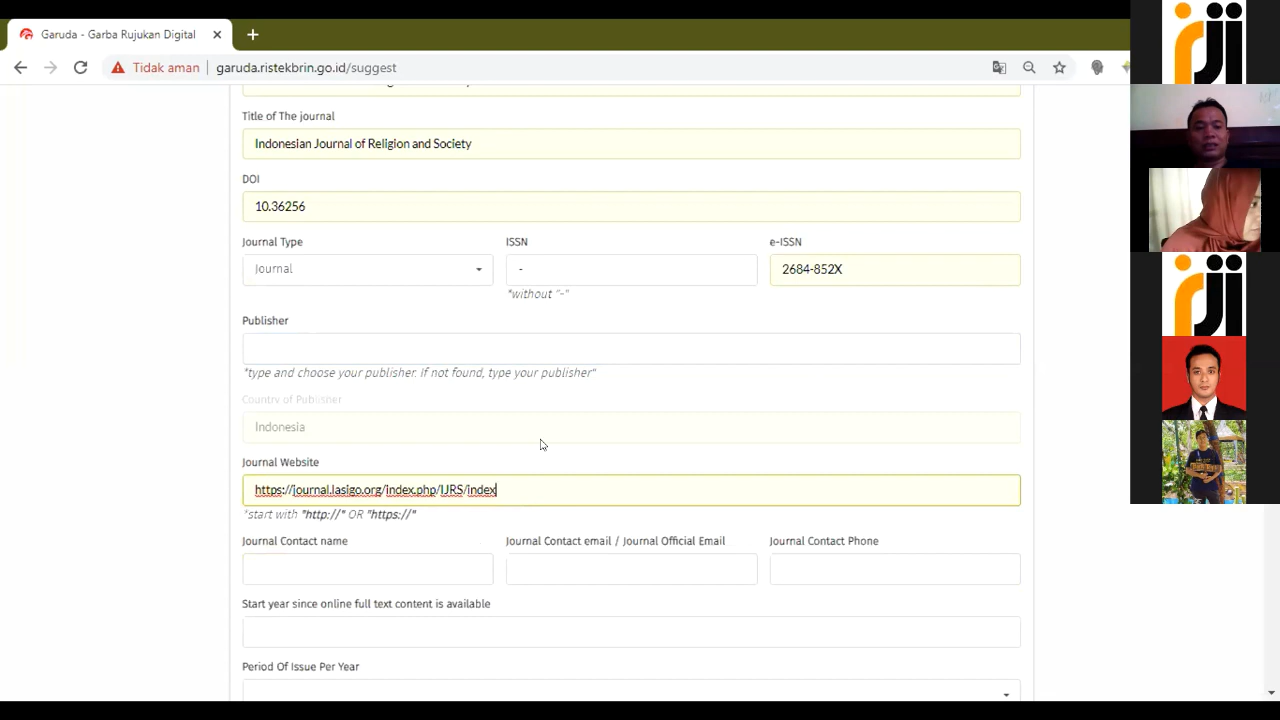 Garuda - Garba Rujukan Digital
Tidak aman
garuda.ristekbrin.go.id/suggest
Title of The journal
Indonesian Journal of Religion and Society
DOI
10.36256
Journal Type
ISSN
e-ISSN
Journal
-
2684-852X
*without "-"
Publisher
*type and choose your publisher. If not found, type your publisher"
Country of Publisher
Indonesia
Journal Website
https://journal.lasigo.org/index.php/IJRS/index
*start with "http://" OR "https://"
Journal Contact name
Journal Contact email / Journal Official Email
Journal Contact Phone
Start year since online full text content is available
Period Of Issue Per Year
rji
rji